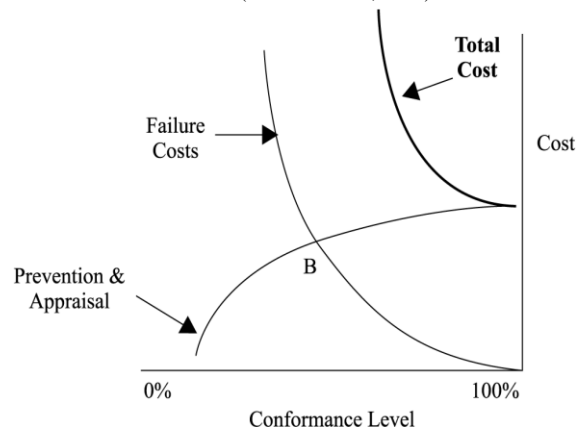 Total
Cost
Failure
Costs
Cost
B
Prevention &
Appraisal
0%
100%
Conformance Level